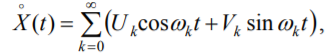 X̊(t) = ∑_{k=0}^{∞} (U_k cos ω_k t + V_k sin ω_k t),